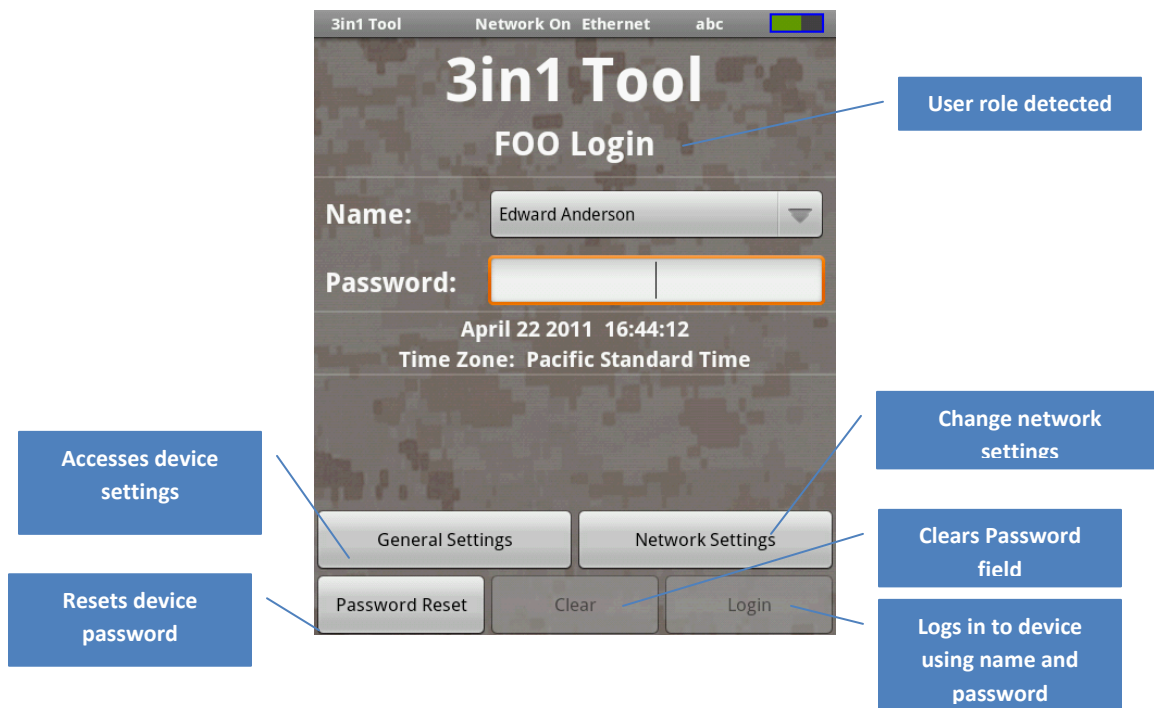 3in1 Tool Network On Ethernet abc
3in1 Tool
User role detected
FOO Login
Name: Edward Anderson
Password:
April 22 2011 16:44:12
Time Zone: Pacific Standard Time
Change network
settings
Accesses device
settings
General Settings Network Settings
Clears Password
field
Resets device
password
Password Reset Clear Login
Logs in to device
using name and
password